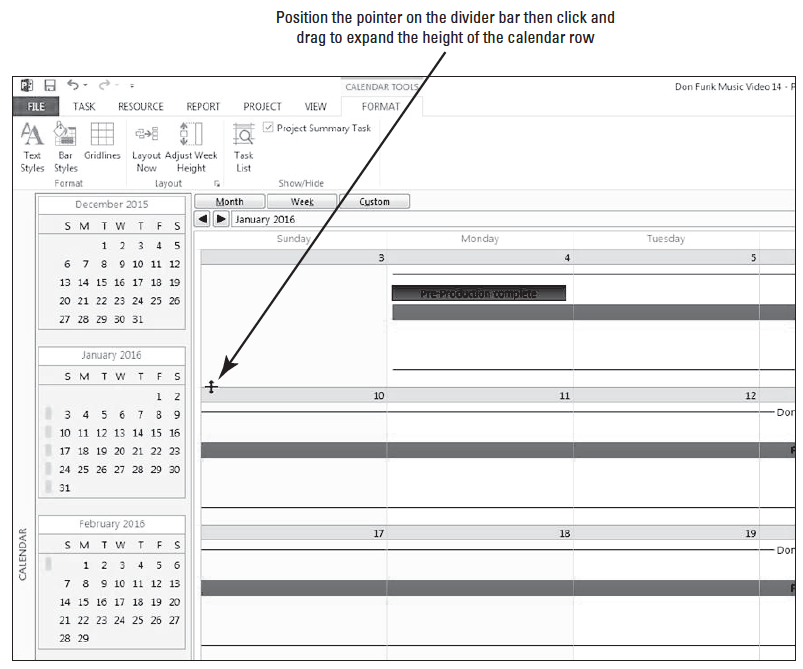 Position the pointer on the divider bar then click and
drag to expand the height of the calendar row
CALENDAR TOOLS
Don Funk Music Video 14 - P
FILE TASK RESOURCE REPORT PROJECT VIEW FORMAT
Text Styles
Bar Styles
Gridlines
Format
Layout Now
Adjust Week Height
Layout
Task List
Project Summary Task
Show/Hide
CALENDAR
December 2015
S M T W T F S
1 2 3 4 5
6 7 8 9 10 11 12
13 14 15 16 17 18 19
20 21 22 23 24 25 26
27 28 29 30 31
January 2016
S M T W T F S
1 2
3 4 5 6 7 8 9
10 11 12 13 14 15 16
17 18 19 20 21 22 23
24 25 26 27 28 29 30
31
February 2016
S M T W T F S
1 2 3 4 5 6
7 8 9 10 11 12 13
14 15 16 17 18 19 20
21 22 23 24 25 26 27
28 29
Month Week Custom
January 2016
Sunday Monday Tuesday
3 4 5
Pre-Production complete
10 11 12
Don
P
17 18 19
Don
P